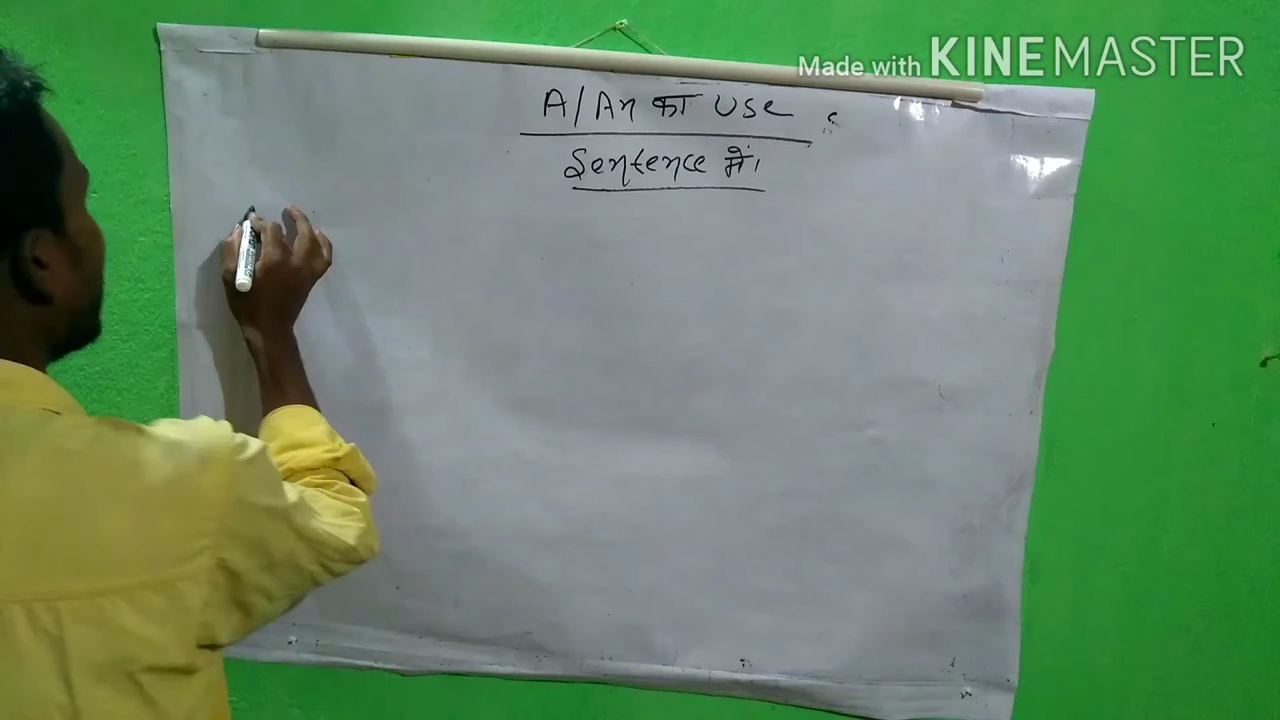 Made with KINEMASTER
A/An का Use
Sentence में।